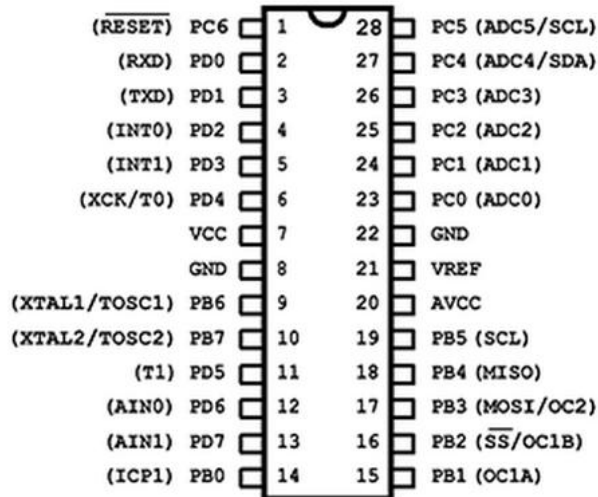 (RESET) PC6 1 28 PC5 (ADC5/SCL)
(RXD) PD0 2 27 PC4 (ADC4/SDA)
(TXD) PD1 3 26 PC3 (ADC3)
(INT0) PD2 4 25 PC2 (ADC2)
(INT1) PD3 5 24 PC1 (ADC1)
(XCK/T0) PD4 6 23 PC0 (ADC0)
VCC 7 22 GND
GND 8 21 VREF
(XTAL1/TOSC1) PB6 9 20 AVCC
(XTAL2/TOSC2) PB7 10 19 PB5 (SCL)
(T1) PD5 11 18 PB4 (MISO)
(AIN0) PD6 12 17 PB3 (MOSI/OC2)
(AIN1) PD7 13 16 PB2 (SS/OC1B)
(ICP1) PB0 14 15 PB1 (OC1A)